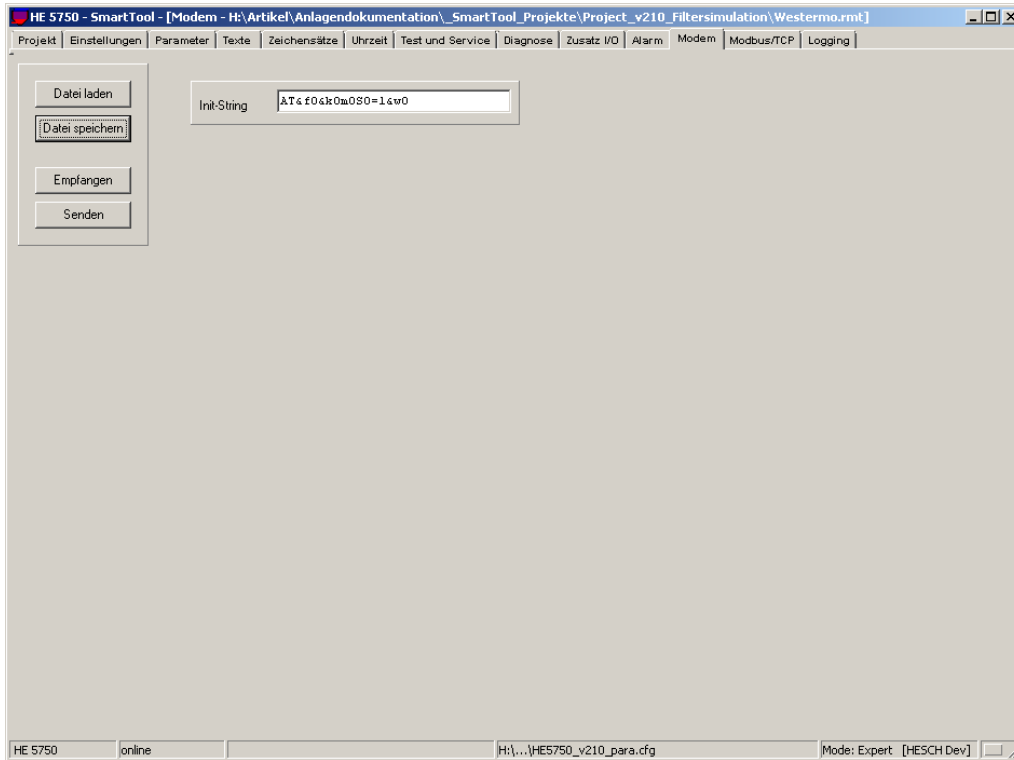 HE 5750 - SmartTool - [Modem - H:\Artikel\Anlagendokumentation\_SmartTool_Projekte\Project_v210_Filtersimulation\Westermo.rmt]
Projekt Einstellungen Parameter Texte Zeichensätze Uhrzeit Test und Service Diagnose Zusatz I/O Alarm Modem Modbus/TCP Logging
Datei laden
Init-String AT&f0&k0m0S0=1&w0
Datei speichern
Empfangen
Senden
HE 5750 online H:\...\HE5750_v210_para.cfg Mode: Expert [HESCH Dev]